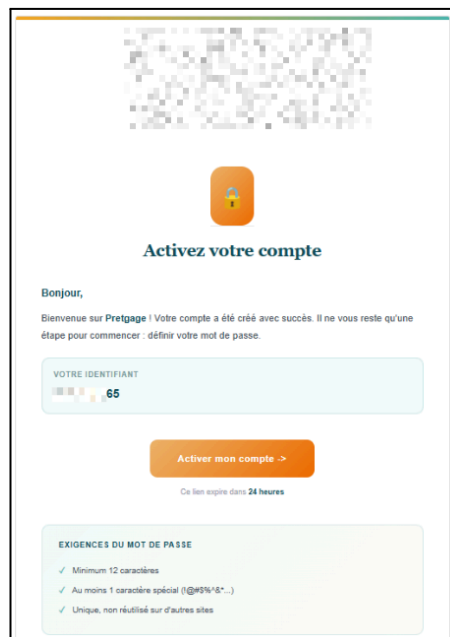 Activez votre compte
Bonjour,
Bienvenue sur Pretgage ! Votre compte a été créé avec succès. Il ne vous reste qu'une
étape pour commencer : définir votre mot de passe.
VOTRE IDENTIFIANT
65
Activer mon compte ->
Ce lien expire dans 24 heures
EXIGENCES DU MOT DE PASSE
✓ Minimum 12 caractères
✓ Au moins 1 caractère spécial (!@#$%^&*...)
✓ Unique, non réutilisé sur d'autres sites